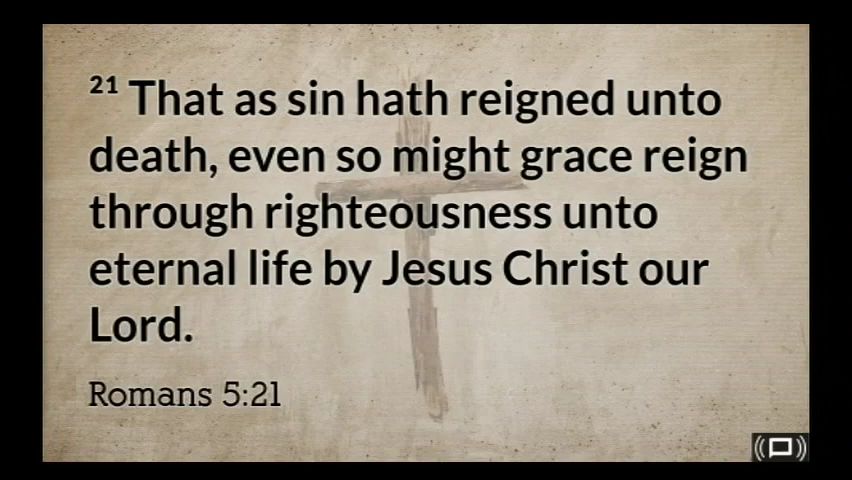 21 That as sin hath reigned unto
death, even so might grace reign
through righteousness unto
eternal life by Jesus Christ our
Lord.
Romans 5:21